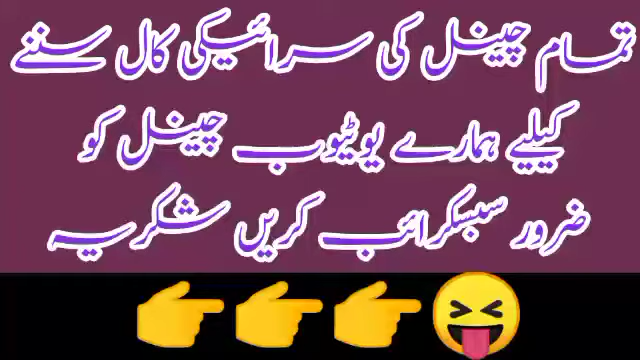 تمام چینل کی سرائیکی کال سننے
کیلیے ہمارے یوٹیوب چینل کو
ضرور سبسکرائب کریں شکریہ